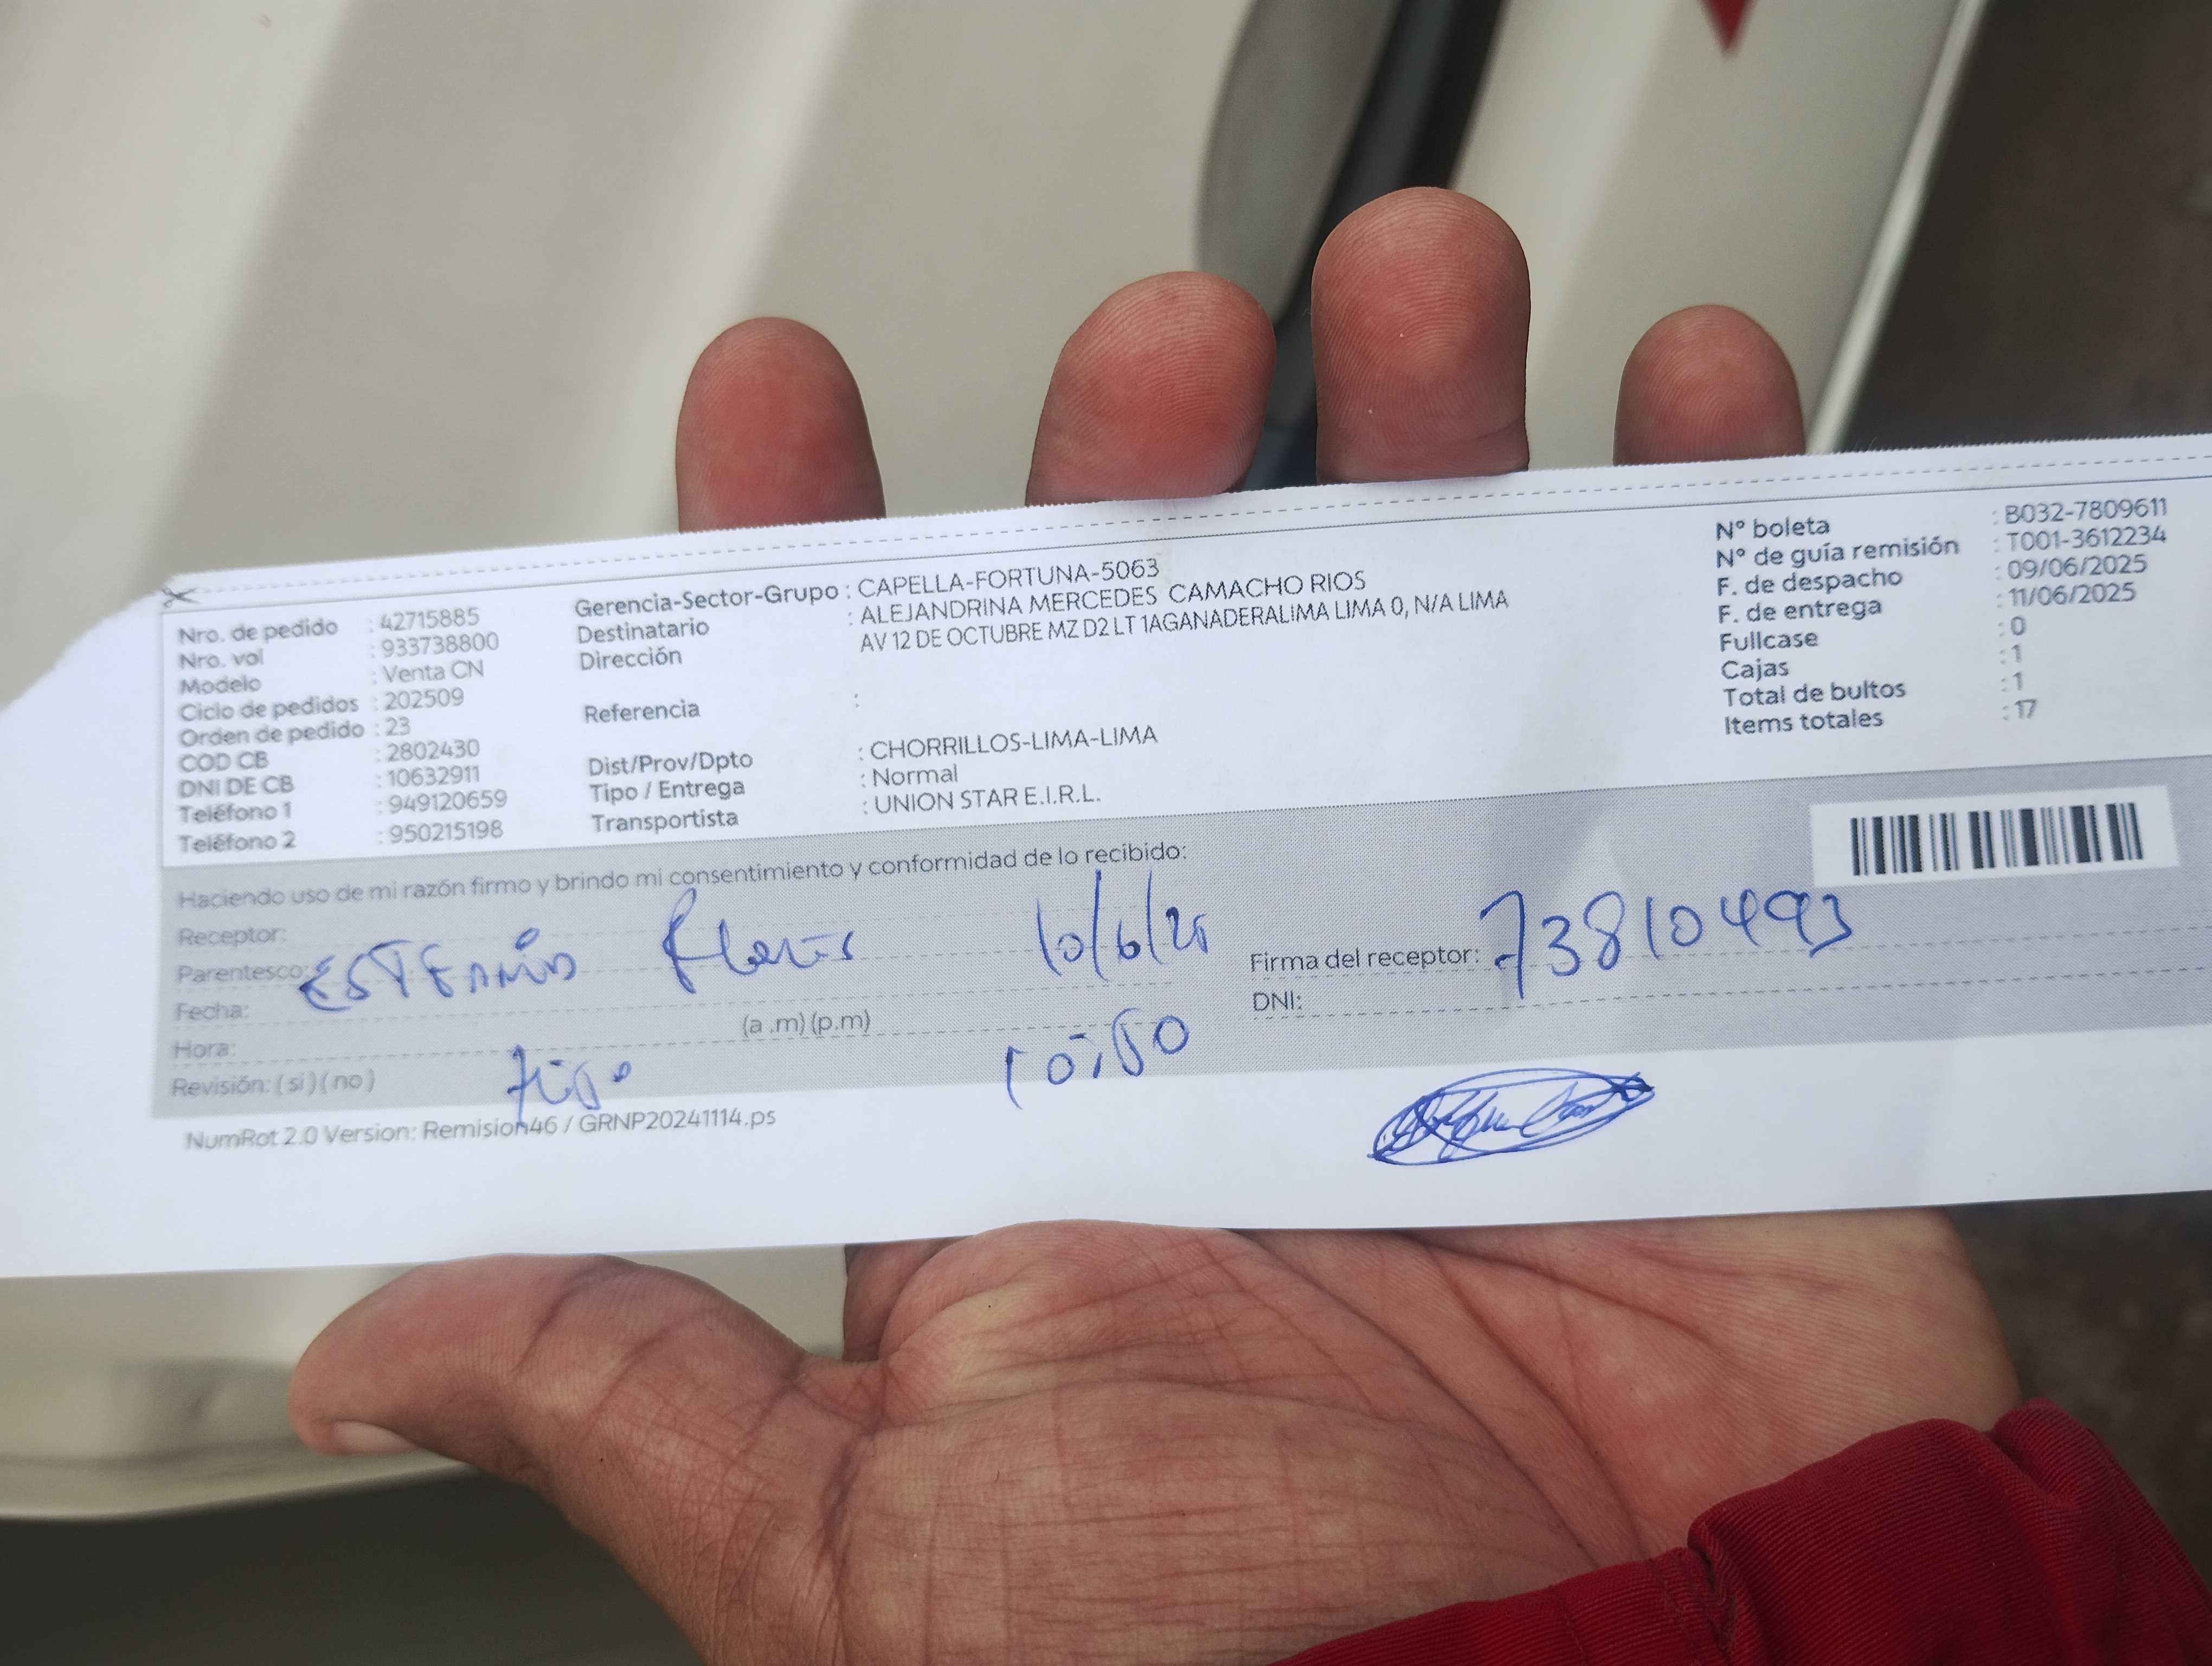 Nro. de pedido : 42715885
Nro. vol : 933738800
Modelo : Venta CN
Ciclo de pedidos : 202509
Orden de pedido : 23
COD CB : 2802430
DNI DE CB : 10632911
Teléfono 1 : 949120659
Teléfono 2 : 950215198
Gerencia-Sector-Grupo : CAPELLA-FORTUNA-5063
Destinatario : ALEJANDRINA MERCEDES CAMACHO RIOS
Dirección AV 12 DE OCTUBRE MZ D2 LT 1AGANADERALIMA LIMA 0, N/A LIMA
Referencia :
Dist/Prov/Dpto : CHORRILLOS-LIMA-LIMA
Tipo / Entrega : Normal
Transportista : UNION STAR E.I.R.L.
N° boleta : B032-7809611
N° de guía remisión : T001-3612234
F. de despacho : 09/06/2025
F. de entrega : 11/06/2025
Fullcase : 0
Cajas : 1
Total de bultos : 1
Items totales : 17
Haciendo uso de mi razón firmo y brindo mi consentimiento y conformidad de lo recibido:
Receptor:
Parentesco: Flores 10/6/25
Fecha:
Hora: (a .m) (p.m)
Revisión: ( si ) ( no ) 10:50
Firma del receptor: 73810493
DNI:
NumRot 2.0 Version: Remision46 / GRNP20241114.ps